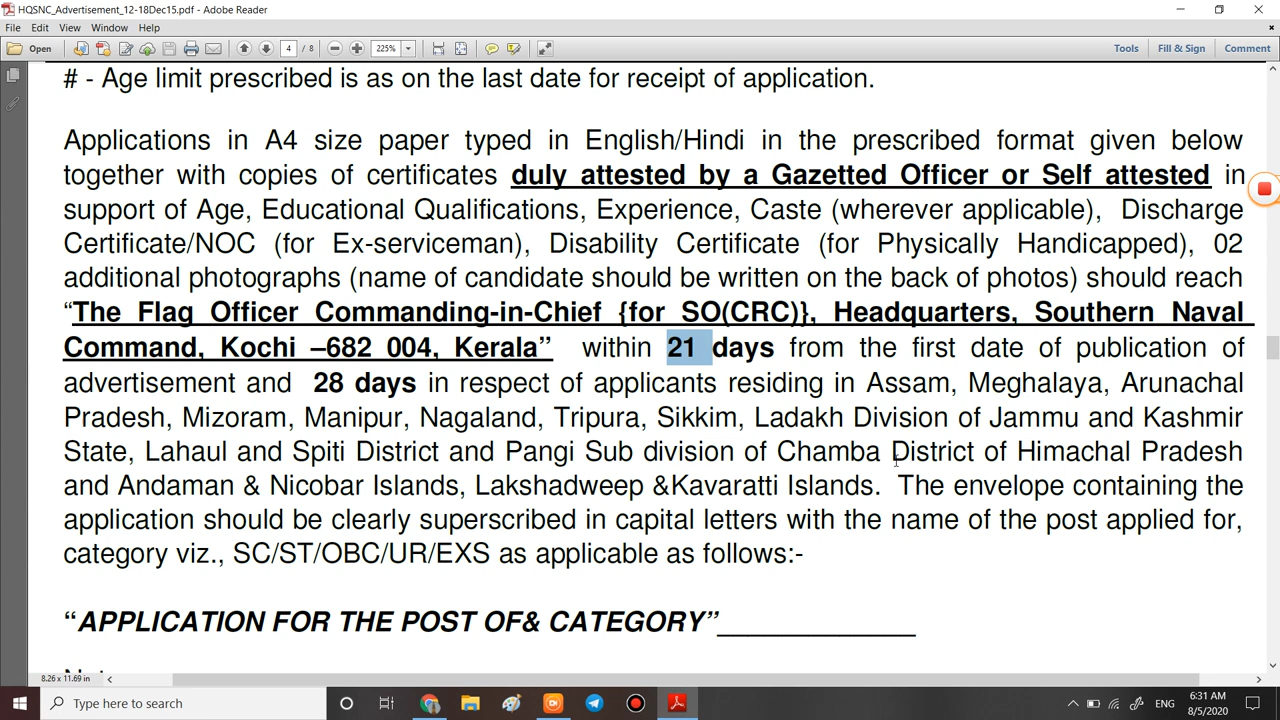 HQSNC_Advertisement_12-18Dec15.pdf - Adobe Reader
File Edit View Window Help
Open 4 / 8 225% Tools Fill & Sign Comment
# - Age limit prescribed is as on the last date for receipt of application.
Applications in A4 size paper typed in English/Hindi in the prescribed format given below
together with copies of certificates duly attested by a Gazetted Officer or Self attested in
support of Age, Educational Qualifications, Experience, Caste (wherever applicable), Discharge
Certificate/NOC (for Ex-serviceman), Disability Certificate (for Physically Handicapped), 02
additional photographs (name of candidate should be written on the back of photos) should reach
“The Flag Officer Commanding-in-Chief {for SO(CRC)}, Headquarters, Southern Naval
Command, Kochi –682 004, Kerala” within 21 days from the first date of publication of
advertisement and 28 days in respect of applicants residing in Assam, Meghalaya, Arunachal
Pradesh, Mizoram, Manipur, Nagaland, Tripura, Sikkim, Ladakh Division of Jammu and Kashmir
State, Lahaul and Spiti District and Pangi Sub division of Chamba District of Himachal Pradesh
and Andaman & Nicobar Islands, Lakshadweep &Kavaratti Islands. The envelope containing the
application should be clearly superscribed in capital letters with the name of the post applied for,
category viz., SC/ST/OBC/UR/EXS as applicable as follows:-
“APPLICATION FOR THE POST OF& CATEGORY”______________
8.26 x 11.69 in
Type here to search
ENG
6:31 AM
8/5/2020